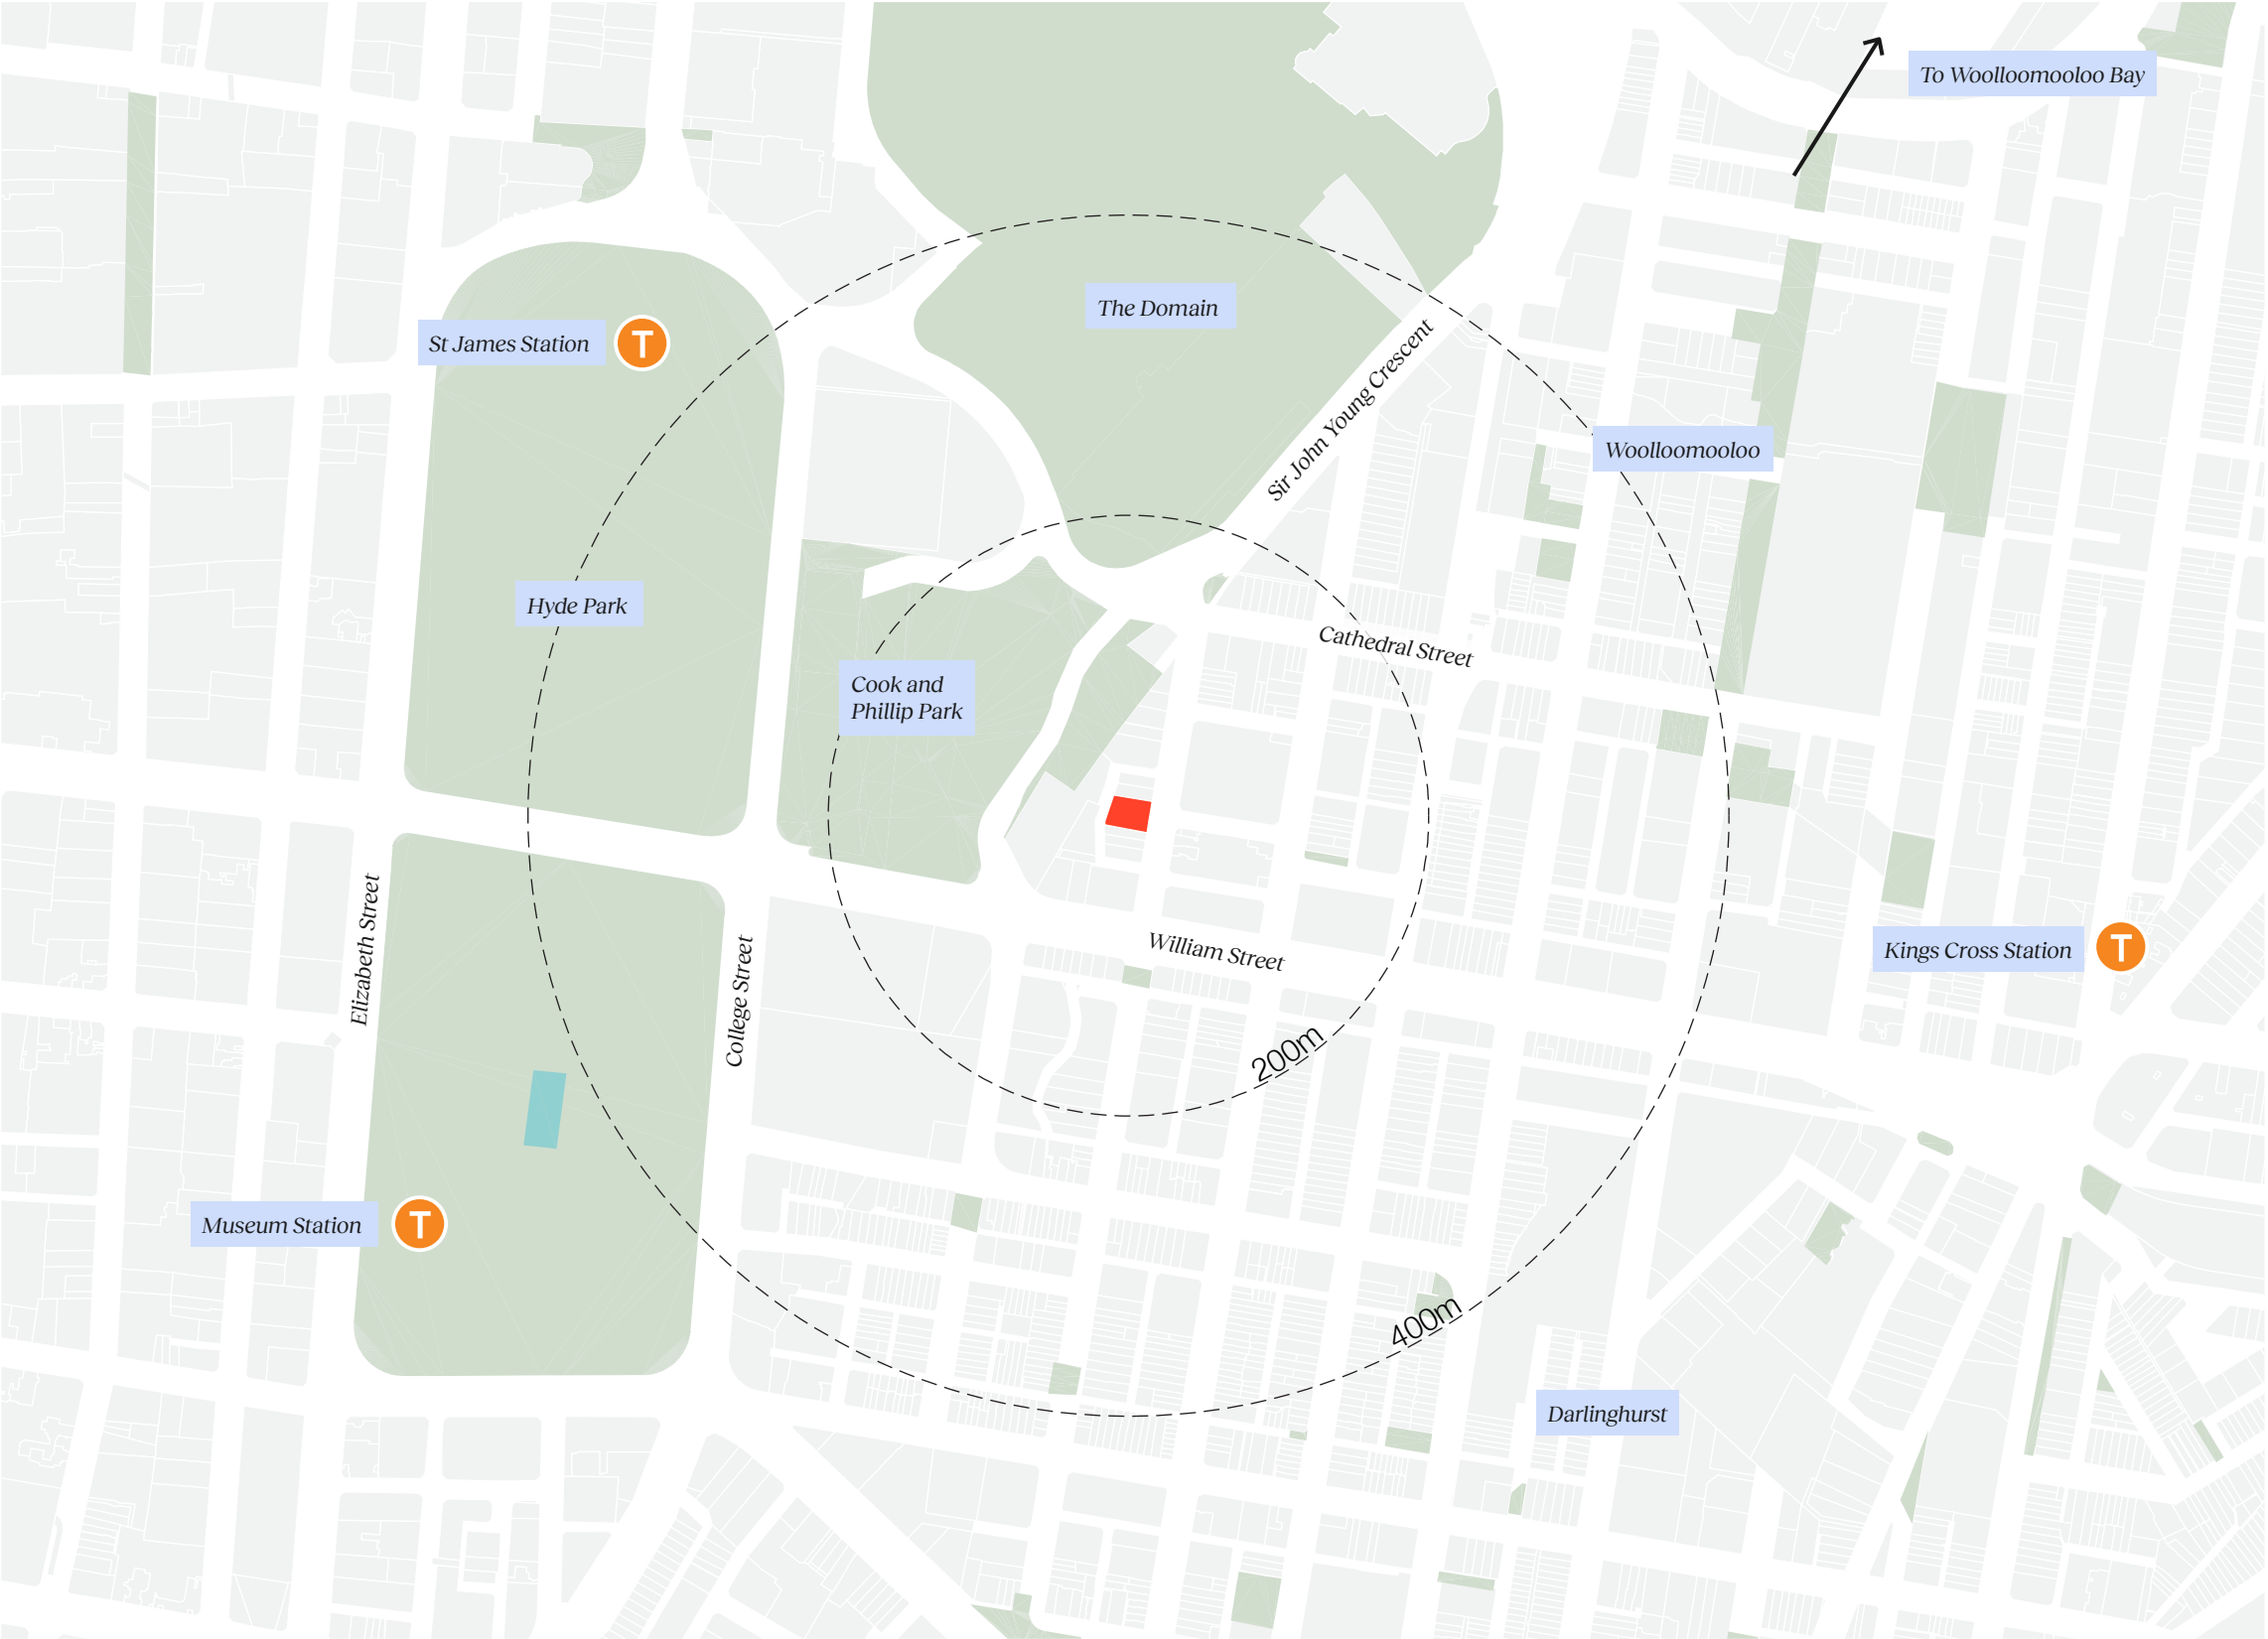 To Woolloomooloo Bay
The Domain
St James Station
T
Sir John Young Crescent
Woolloomooloo
Hyde Park
Cathedral Street
Cook and
Phillip Park
Elizabeth Street
College Street
William Street
Kings Cross Station
T
200m
Museum Station
T
400m
Darlinghurst